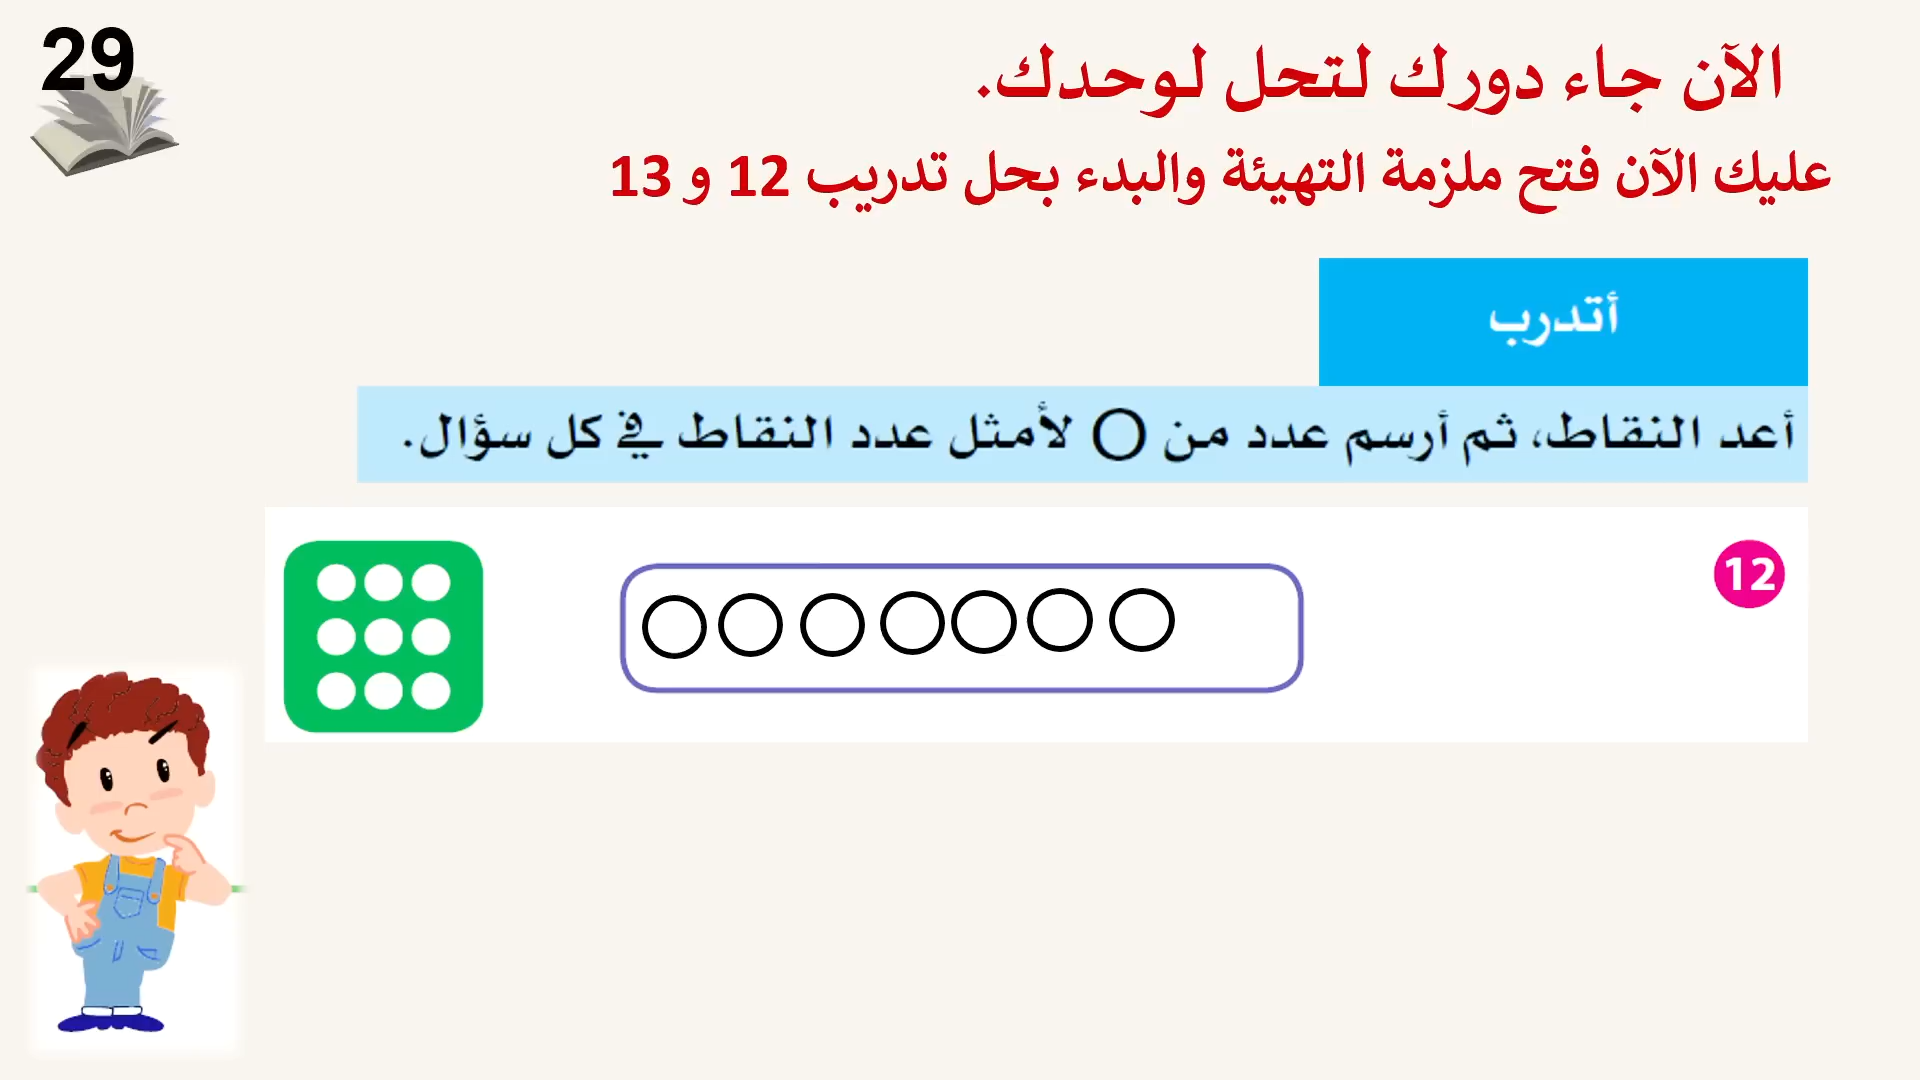 29
الآن جاء دورك لتحل لوحدك.
عليك الآن فتح ملزمة التهيئة والبدء بحل تدريب 12 و 13
أتدرب
أعد النقاط، ثم أرسم عدد من ○ لأمثل عدد النقاط في كل سؤال.
12